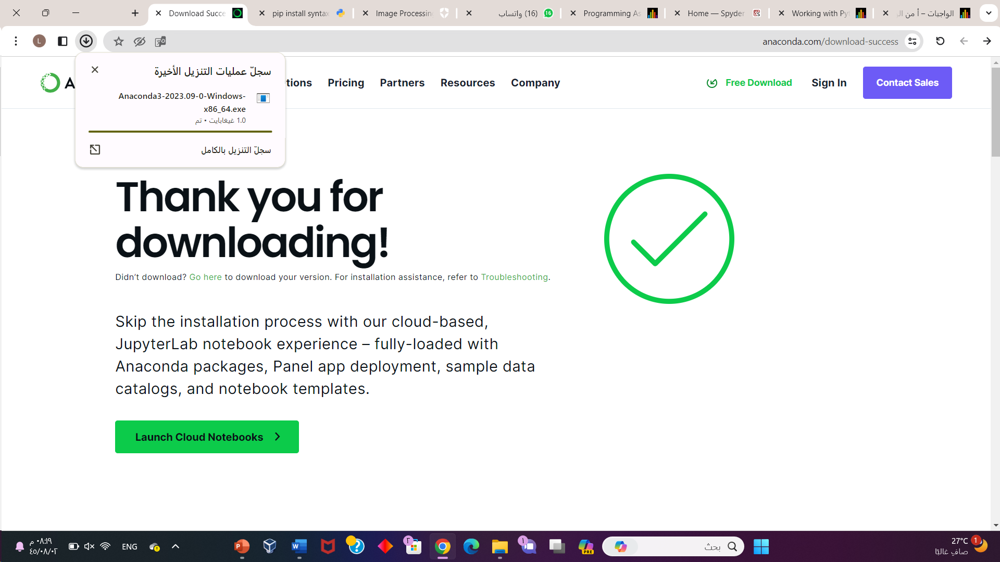 Download Succe
pip install syntax
Image Processin
(16) واتساب
Programming As
Home — Spyder
Working with Pyt
الواجبات – أ من ال
L
anaconda.com/download-success
سجلّ عمليات التنزيل الأخيرة
Anaconda3-2023.09-0-Windows-
x86_64.exe
1.0 غيغابايت • تم
سجلّ التنزيل بالكامل
A
tions
Pricing
Partners
Resources
Company
Free Download
Sign In
Contact Sales
Thank you for
downloading!
Didn’t download? Go here to download your version. For installation assistance, refer to Troubleshooting.
Skip the installation process with our cloud-based,
JupyterLab notebook experience – fully-loaded with
Anaconda packages, Panel app deployment, sample data
catalogs, and notebook templates.
Launch Cloud Notebooks
٠٨:١٩ م
٤٥/٠٨/٠٢
ENG
٢
١
PRE
بحث
27°C
صافٍ غالبًا
1